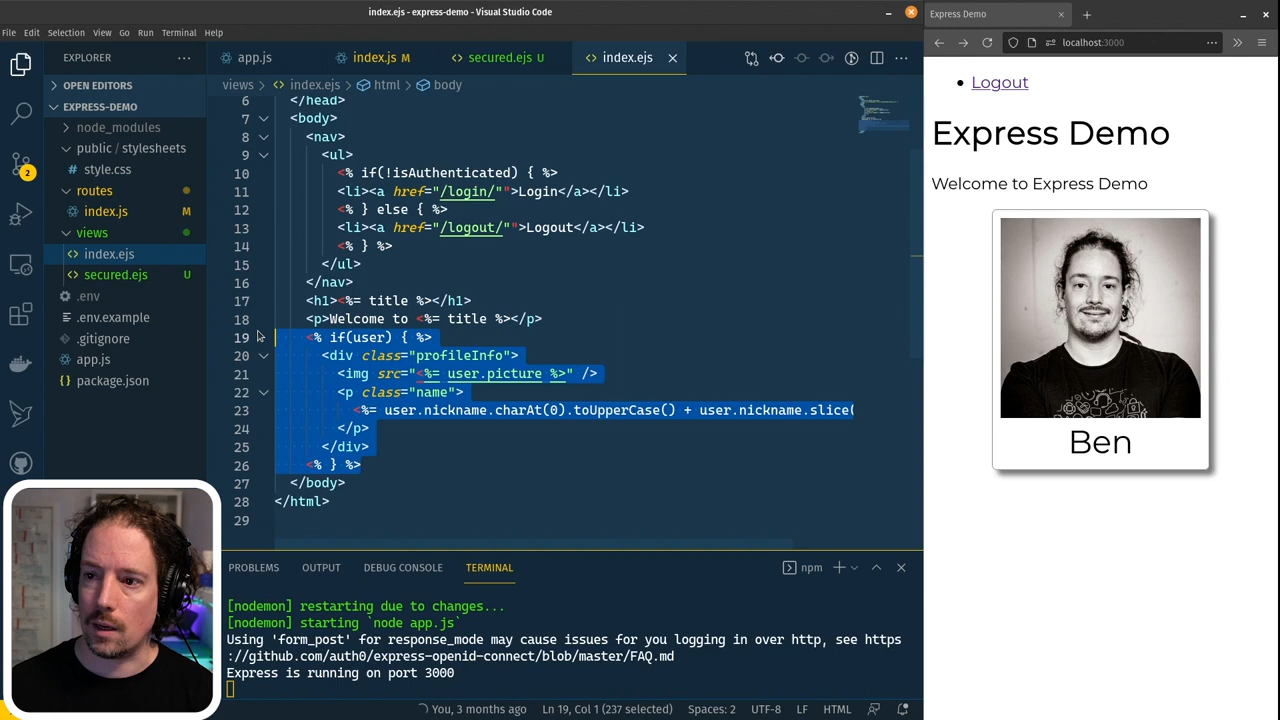 index.ejs - express-demo - Visual Studio Code
File Edit Selection View Go Run Terminal Help
EXPLORER
OPEN EDITORS
EXPRESS-DEMO
node_modules
public / stylesheets
style.css
routes
index.js M
views
index.ejs
secured.ejs U
.env
.env.example
.gitignore
app.js
package.json
2
app.js index.js M secured.ejs U index.ejs
views > index.ejs > html > body
6 </head>
7 <body>
8 <nav>
9 <ul>
10 <% if(!isAuthenticated) { %>
11 <li><a href="/login/"">Login</a></li>
12 <% } else { %>
13 <li><a href="/logout/"">Logout</a></li>
14 <% } %>
15 </ul>
16 </nav>
17 <h1><%= title %></h1>
18 <p>Welcome to <%= title %></p>
19 <% if(user) { %>
20 <div class="profileInfo">
21 <img src="<%= user.picture %>" />
22 <p class="name">
23 <%= user.nickname.charAt(0).toUpperCase() + user.nickname.slice(
24 </p>
25 </div>
26 <% } %>
27 </body>
28 </html>
29
PROBLEMS OUTPUT DEBUG CONSOLE TERMINAL
npm
[nodemon] restarting due to changes...
[nodemon] starting `node app.js`
Using 'form_post' for response_mode may cause issues for you logging in over http, see https
://github.com/auth0/express-openid-connect/blob/master/FAQ.md
Express is running on port 3000
You, 3 months ago Ln 19, Col 1 (237 selected) Spaces: 2 UTF-8 LF HTML
Express Demo
localhost:3000
Logout
Express Demo
Welcome to Express Demo
Ben